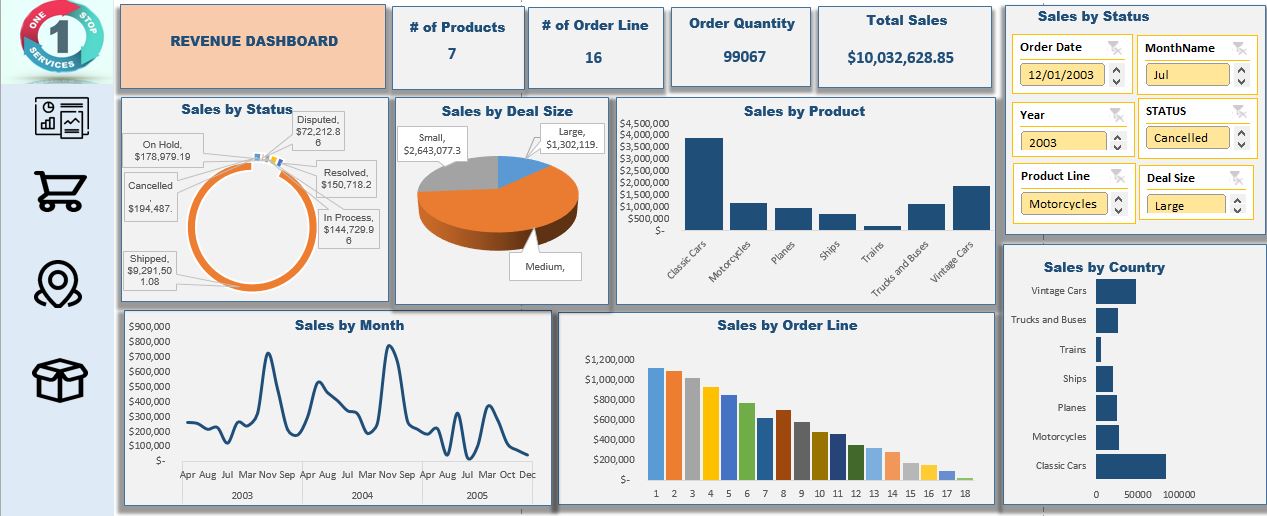 ONE STOP
1
SERVICES
REVENUE DASHBOARD
# of Products
7
# of Order Line
16
Order Quantity
99067
Total Sales
$10,032,628.85
Sales by Status
Order Date
12/01/2003
MonthName
Jul
Year
2003
STATUS
Cancelled
Product Line
Motorcycles
Deal Size
Large
Sales by Status
Disputed,
$72,212.8
6
On Hold,
$178,979.19
Cancelled
,
$194,487.
Resolved,
$150,718.2
In Process,
$144,729.9
6
Shipped,
$9,291,50
1.08
Sales by Deal Size
Small,
$2,643,077.3
Large,
$1,302,119.
Medium,
Sales by Product
$4,500,000
$4,000,000
$3,500,000
$3,000,000
$2,500,000
$2,000,000
$1,500,000
$1,000,000
$500,000
$-
Classic Cars
Motorcycles
Planes
Ships
Trains
Trucks and Buses
Vintage Cars
Sales by Month
$900,000
$800,000
$700,000
$600,000
$500,000
$400,000
$300,000
$200,000
$100,000
$-
Apr Aug Jul Mar Nov Sep Apr Aug Jul Mar Nov Sep Apr Aug Jul Mar Oct Dec
2003 2004 2005
Sales by Order Line
$1,200,000
$1,000,000
$800,000
$600,000
$400,000
$200,000
$-
1 2 3 4 5 6 7 8 9 10 11 12 13 14 15 16 17 18
Sales by Country
Vintage Cars
Trucks and Buses
Trains
Ships
Planes
Motorcycles
Classic Cars
0 50000 100000